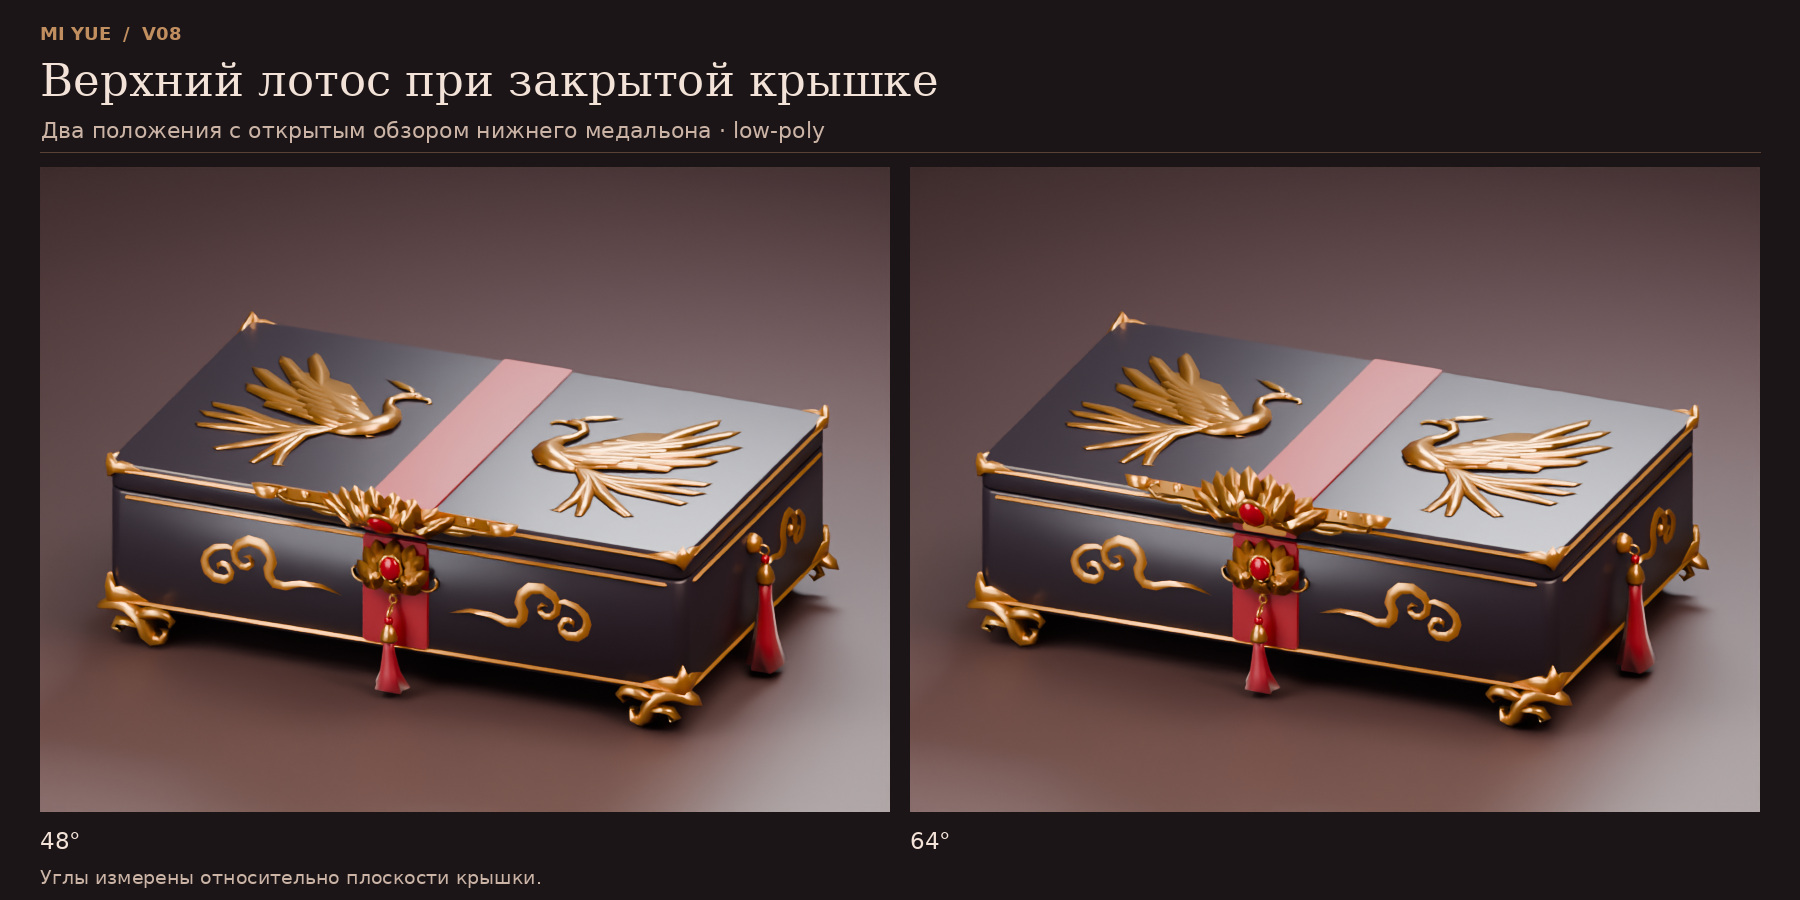 MI YUE / V08
Верхний лотос при закрытой крышке
Два положения с открытым обзором нижнего медальона · low-poly
48°
64°
Углы измерены относительно плоскости крышки.